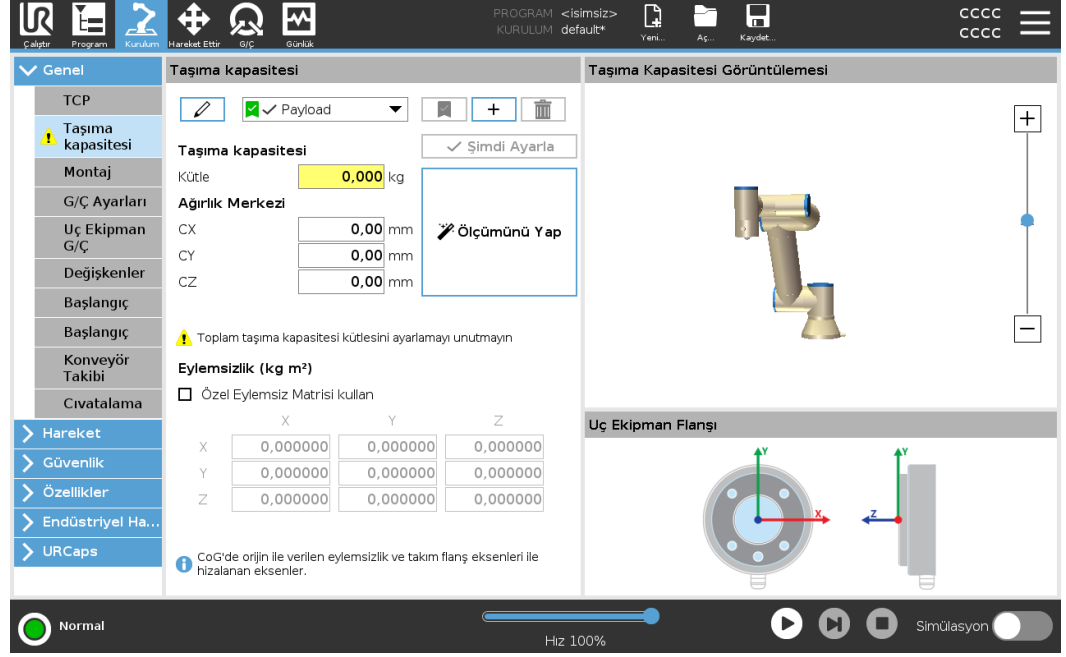 PROGRAM <isimsiz>
KURULUM default*
Çalıştır
Program
Kurulum
Hareket Ettir
G/Ç
Günlük
Yeni...
Aç...
Kaydet...
cccc
cccc
Genel
TCP
Taşıma
kapasitesi
Montaj
G/Ç Ayarları
Uç Ekipman
G/Ç
Değişkenler
Başlangıç
Başlangıç
Konveyör
Takibi
Cıvatalama
Hareket
Güvenlik
Özellikler
Endüstriyel Ha...
URCaps
Taşıma kapasitesi
Payload
+
Şimdi Ayarla
Taşıma kapasitesi
Kütle 0,000 kg
Ağırlık Merkezi
CX 0,00 mm
CY 0,00 mm
CZ 0,00 mm
Ölçümünü Yap
Toplam taşıma kapasitesi kütlesini ayarlamayı unutmayın
Eylemsizlik (kg m²)
Özel Eylemsiz Matrisi kullan
X Y Z
X 0,000000 0,000000 0,000000
Y 0,000000 0,000000 0,000000
Z 0,000000 0,000000 0,000000
CoG'de orijin ile verilen eylemsizlik ve takım flanş eksenleri ile
hizalanan eksenler.
Taşıma Kapasitesi Görüntülemesi
Uç Ekipman Flanşı
Y
X
Y
Z
Normal
Hız 100%
Simülasyon